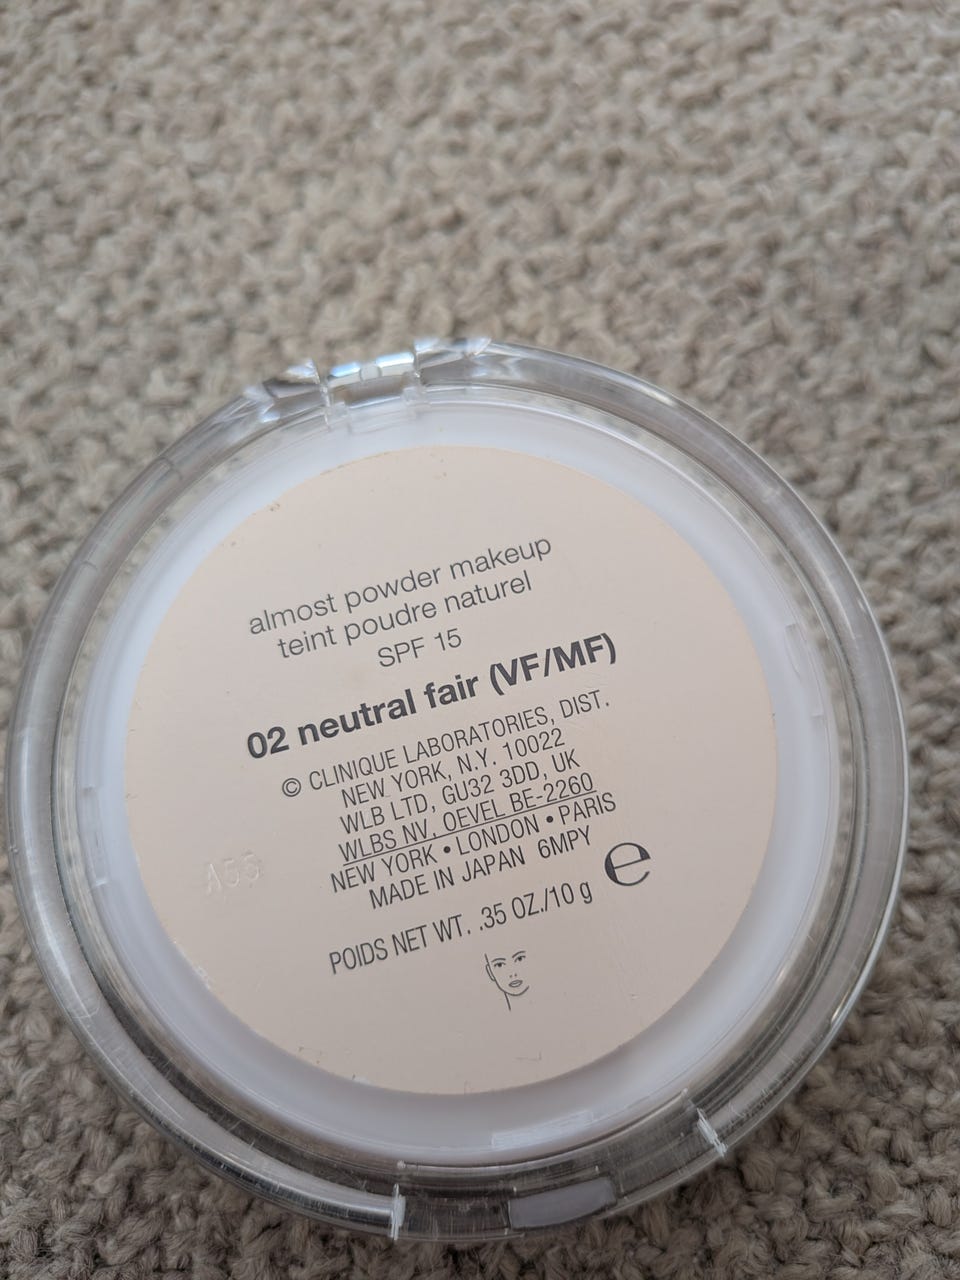 almost powder makeup
teint poudre naturel
SPF 15
02 neutral fair (VF/MF)
© CLINIQUE LABORATORIES, DIST.
NEW YORK, N.Y. 10022
WLB LTD, GU32 3DD, UK
WLBS NV, OEVEL BE-2260
NEW YORK • LONDON • PARIS
MADE IN JAPAN 6MPY
e
A55
POIDS NET WT. .35 OZ./10 g